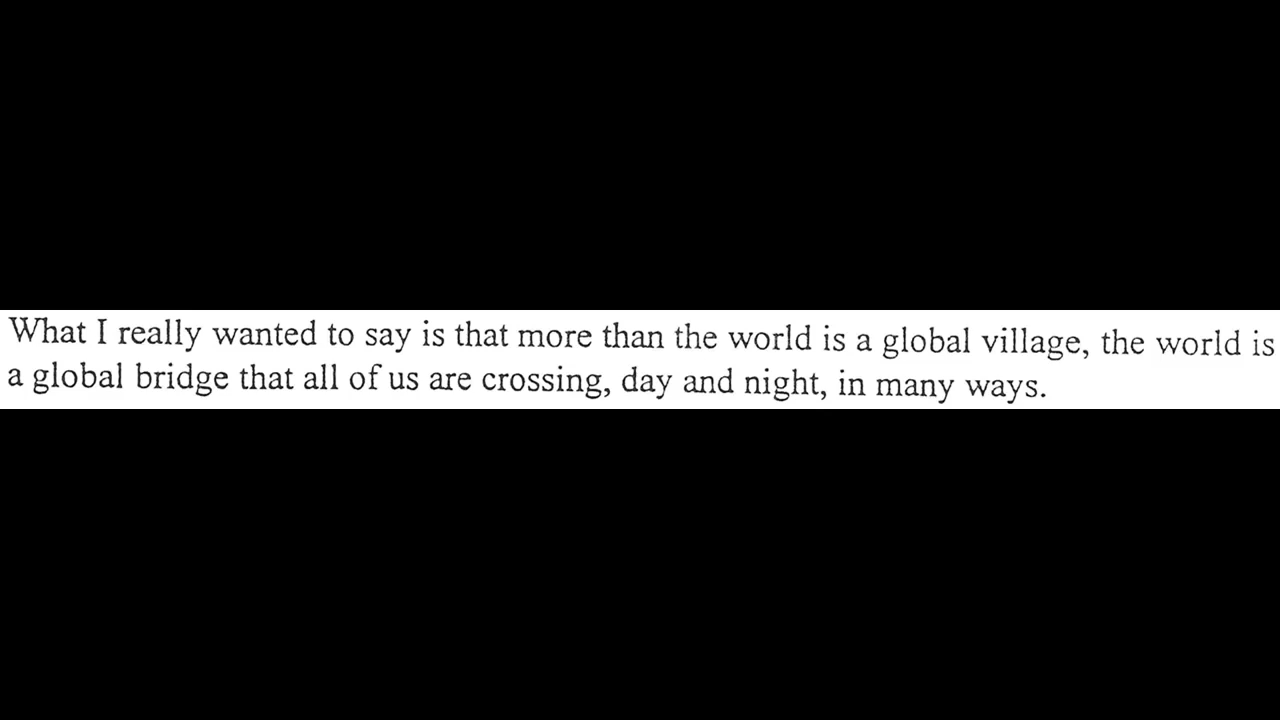 What I really wanted to say is that more than the world is a global village, the world is
a global bridge that all of us are crossing, day and night, in many ways.